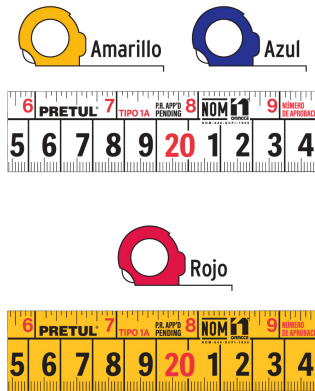 Amarillo
Azul
6 PRETUL® 7 TIPO 1A P.R. APP'D PENDING 8 NOM ONNCCE 9 NÚMERO DE APROBACI
5 6 7 8 9 20 1 2 3 4
Rojo
6 PRETUL® 7 TIPO 1A P.R. APP'D PENDING 8 NOM ONNCCE 9 NÚMERO DE APROBACI
5 6 7 8 9 20 1 2 3 4